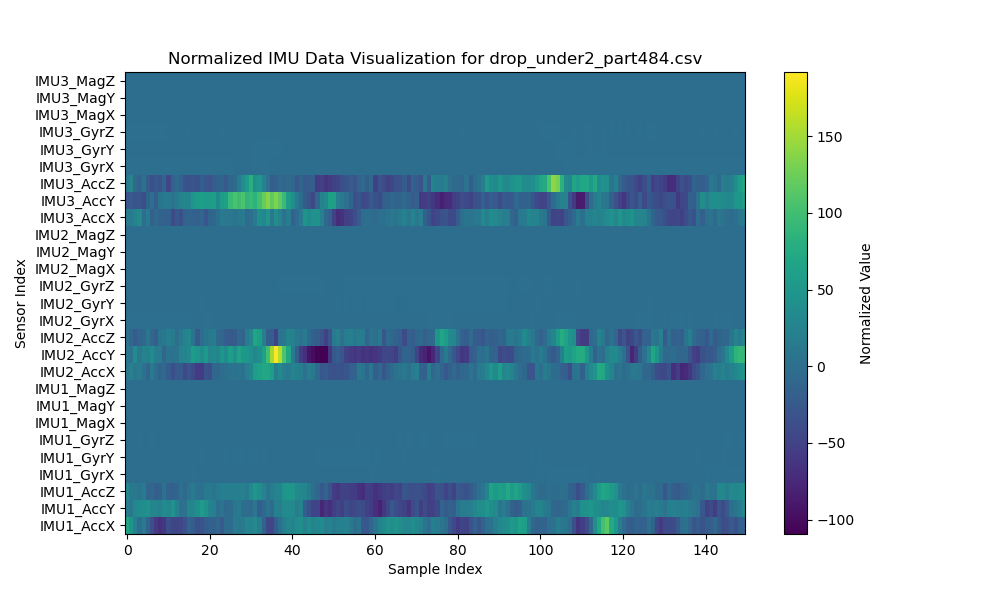 Normalized IMU Data Visualization for drop_under2_part484.csv
IMU3_MagZ
IMU3_MagY
IMU3_MagX
IMU3_GyrZ
IMU3_GyrY
IMU3_GyrX
IMU3_AccZ
IMU3_AccY
IMU3_AccX
IMU2_MagZ
IMU2_MagY
IMU2_MagX
IMU2_GyrZ
IMU2_GyrY
IMU2_GyrX
IMU2_AccZ
IMU2_AccY
IMU2_AccX
IMU1_MagZ
IMU1_MagY
IMU1_MagX
IMU1_GyrZ
IMU1_GyrY
IMU1_GyrX
IMU1_AccZ
IMU1_AccY
IMU1_AccX
Sensor Index
0 20 40 60 80 100 120 140
Sample Index
150
100
50
0
−50
−100
Normalized Value